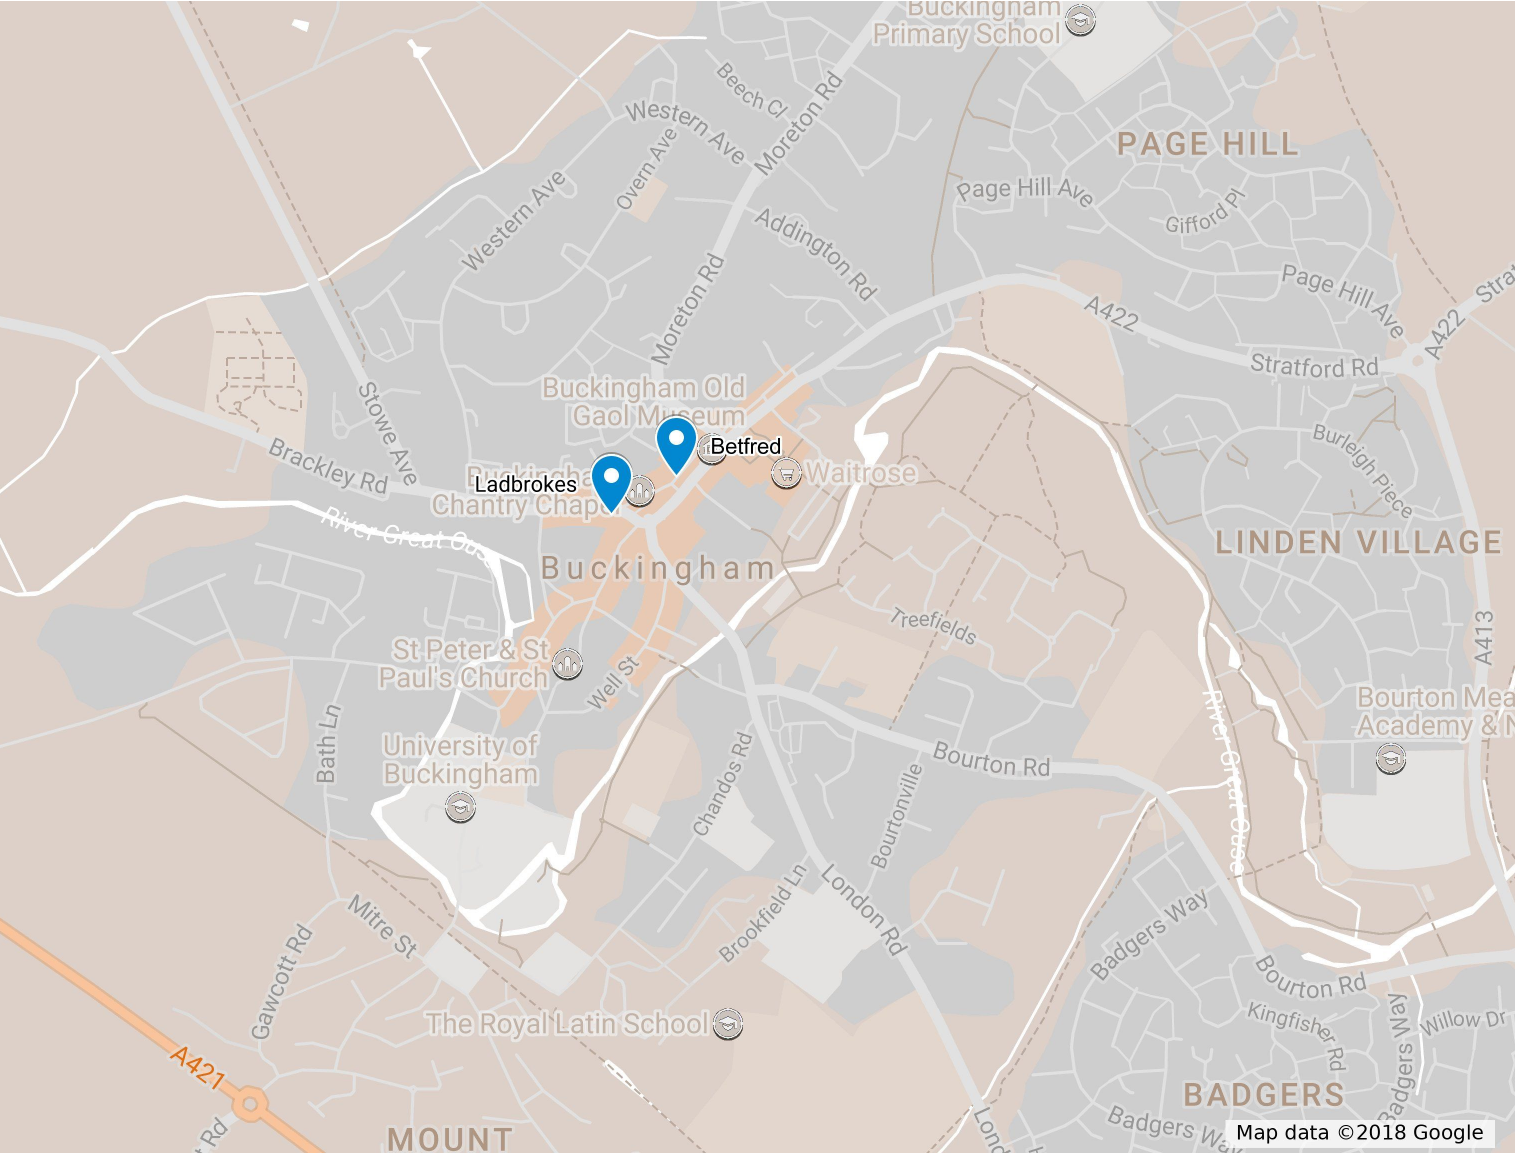 Buckingham
Primary School
Beech Cl
Moreton Rd
Western Ave
Overn Ave
PAGE HILL
Page Hill Ave
Gifford Pl
Western Ave
Addington Rd
Moreton Rd
Page Hill Ave
A422
A422
Stratford Rd
Stowe Ave
Buckingham Old
Gaol Museum
Betfred
Brackley Rd
Ladbrokes
Chantry Chapel
Waitrose
Burleigh Piece
River Great Ouse
LINDEN VILLAGE
Buckingham
Treefields
A413
St Peter & St
Paul's Church
Well St
Bath Ln
University of
Buckingham
Chandos Rd
Bourton Rd
Bourtonville
River Great Ouse
Brookfield Ln
London Rd
Mitre St
Gawcott Rd
Badgers Way
Bourton Rd
The Royal Latin School
Kingfisher Rd
Willow Dr
Badgers Way
A421
BADGERS
MOUNT
Badgers Wa
Map data ©2018 Google